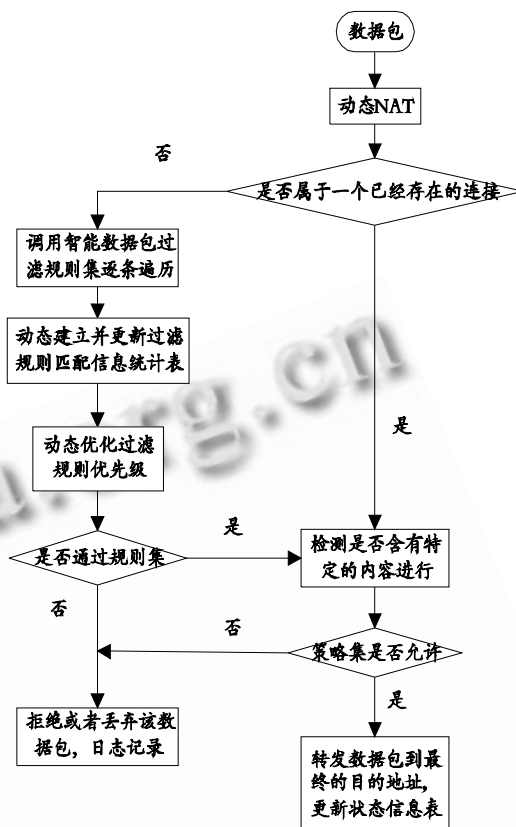 数据包
动态NAT
否
是否属于一个已经存在的连接
调用智能数据包过
滤规则集逐条遍历
动态建立并更新过滤
规则匹配信息统计表
是
动态优化过滤
规则优先级
是否通过规则集
是
检测是否含有特
定的内容进行
否
否
策略集是否允许
是
拒绝或者丢弃该数
据包，日志记录
转发数据包到最
终的目的地址，
更新状态信息表
.org.cn